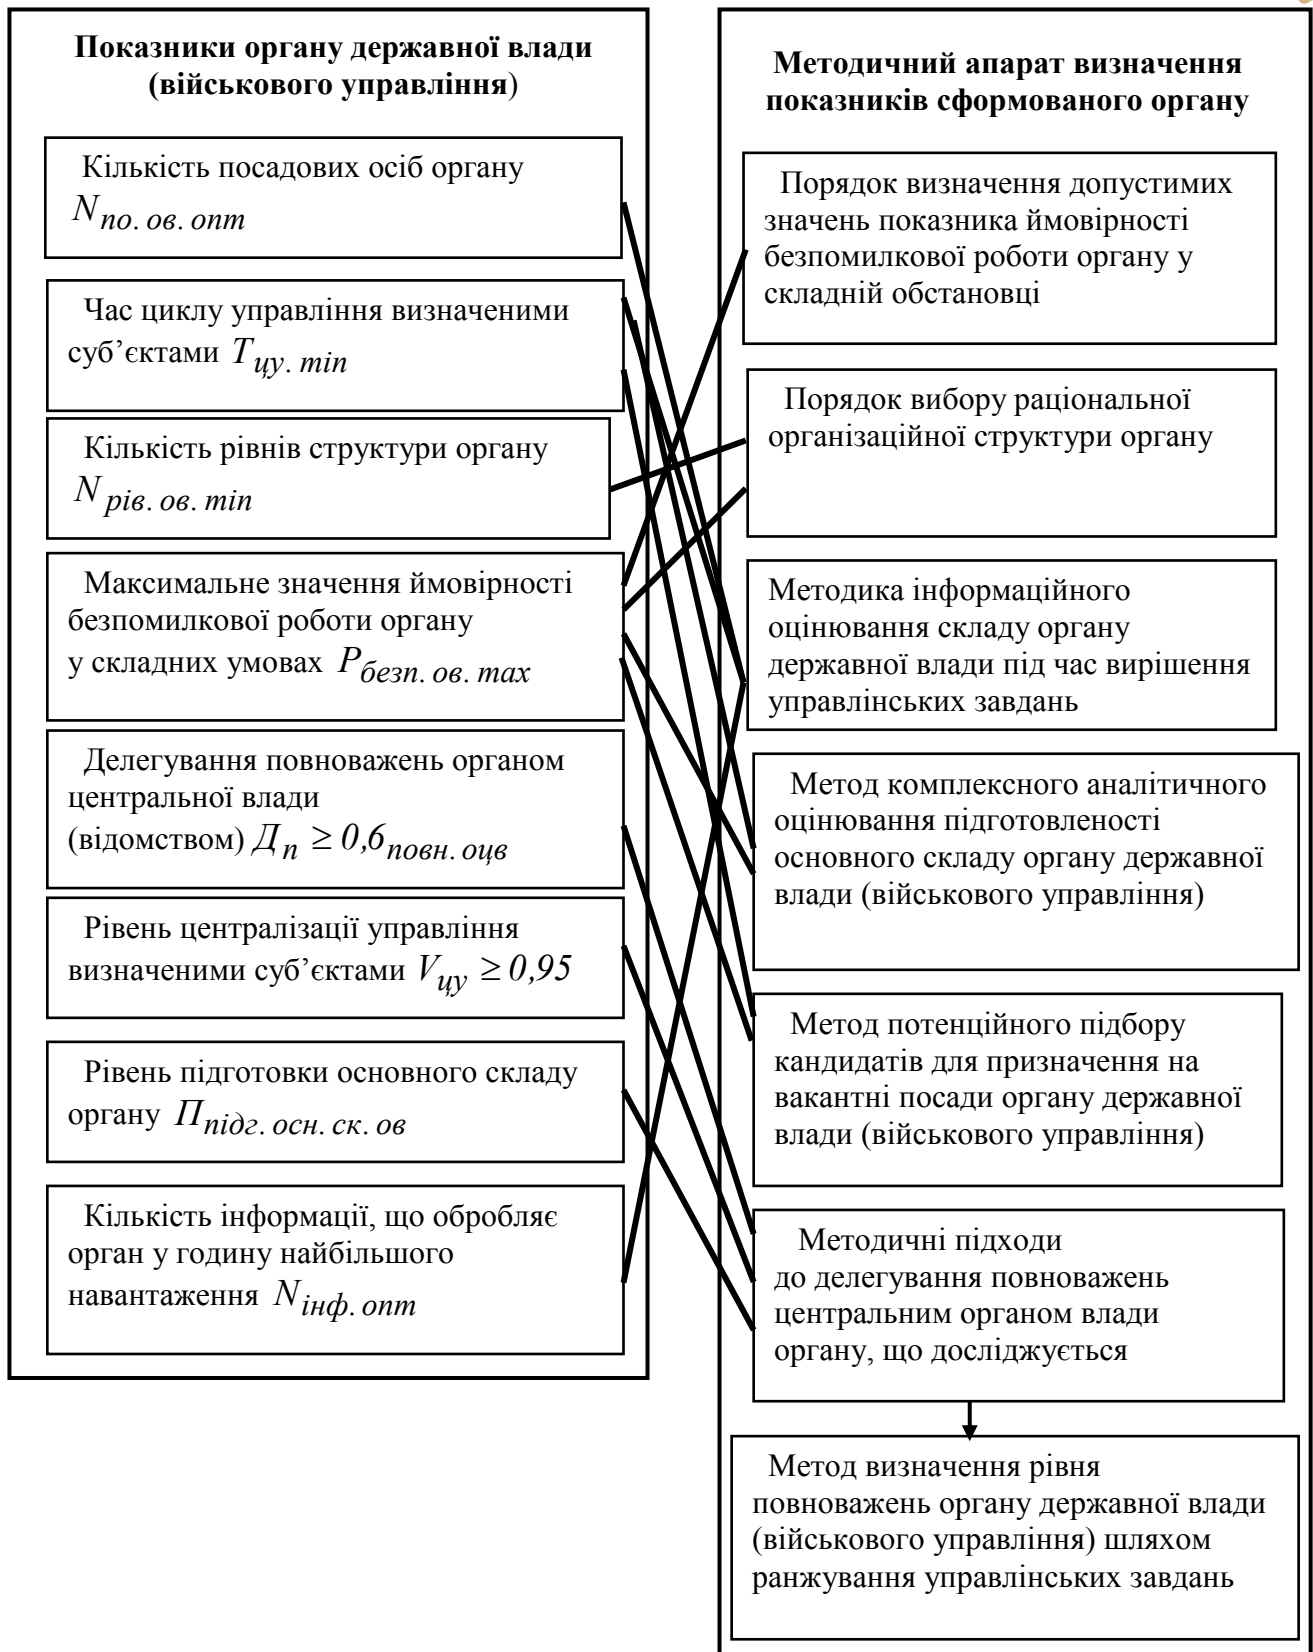 Показники органу державної влади
(військового управління)
Кількість посадових осіб органу
N по. ов. опт
Час циклу управління визначеними
суб’єктами T цу. min
Кількість рівнів структури органу
N рів. ов. min
Максимальне значення ймовірності
безпомилкової роботи органу
у складних умовах P безп. ов. max
Делегування повноважень органом
центральної влади
(відомством) Д п ≥ 0,6 повн. оцв
Рівень централізації управління
визначеними суб’єктами V цу ≥ 0,95
Рівень підготовки основного складу
органу П підг. осн. ск. ов
Кількість інформації, що обробляє
орган у годину найбільшого
навантаження N інф. опт
Методичний апарат визначення
показників сформованого органу
Порядок визначення допустимих
значень показника ймовірності
безпомилкової роботи органу у
складній обстановці
Порядок вибору раціональної
організаційної структури органу
Методика інформаційного
оцінювання складу органу
державної влади під час вирішення
управлінських завдань
Метод комплексного аналітичного
оцінювання підготовленості
основного складу органу державної
влади (військового управління)
Метод потенційного підбору
кандидатів для призначення на
вакантні посади органу державної
влади (військового управління)
Методичні підходи
до делегування повноважень
центральним органом влади
органу, що досліджується
Метод визначення рівня
повноважень органу державної влади
(військового управління) шляхом
ранжування управлінських завдань